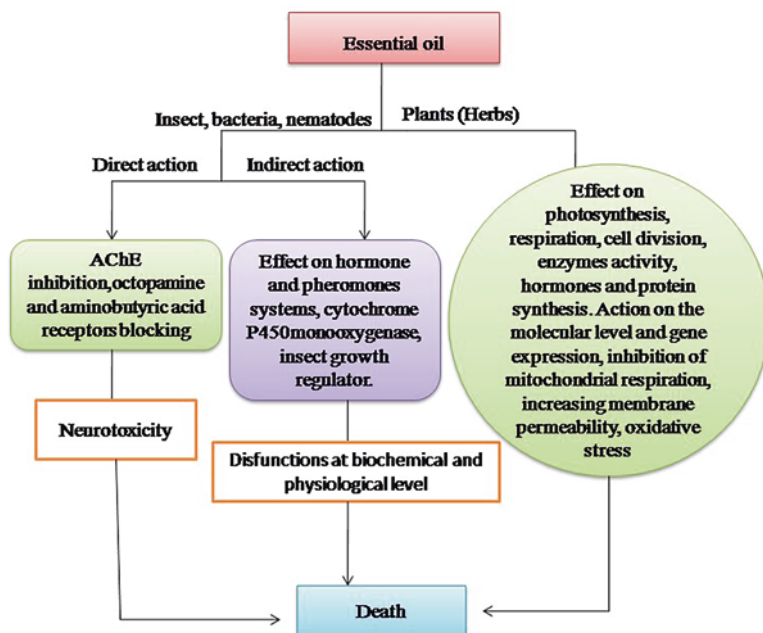 Essential oil
Insect, bacteria, nematodes
Plants (Herbs)
Direct action
Indirect action
AChE
inhibition,octopamine
and aminobutyric acid
receptors blocking
Effect on hormone
and pheromones
systems, cytochrome
P450monooxygenase,
insect growth
regulator.
Effect on
photosynthesis,
respiration, cell division,
enzymes activity,
hormones and protein
synthesis. Action on the
molecular level and gene
expression, inhibition of
mitochondrial respiration,
increasing membrane
permeability, oxidative
stress
Neurotoxicity
Disfunctions at biochemical and
physiological level
Death